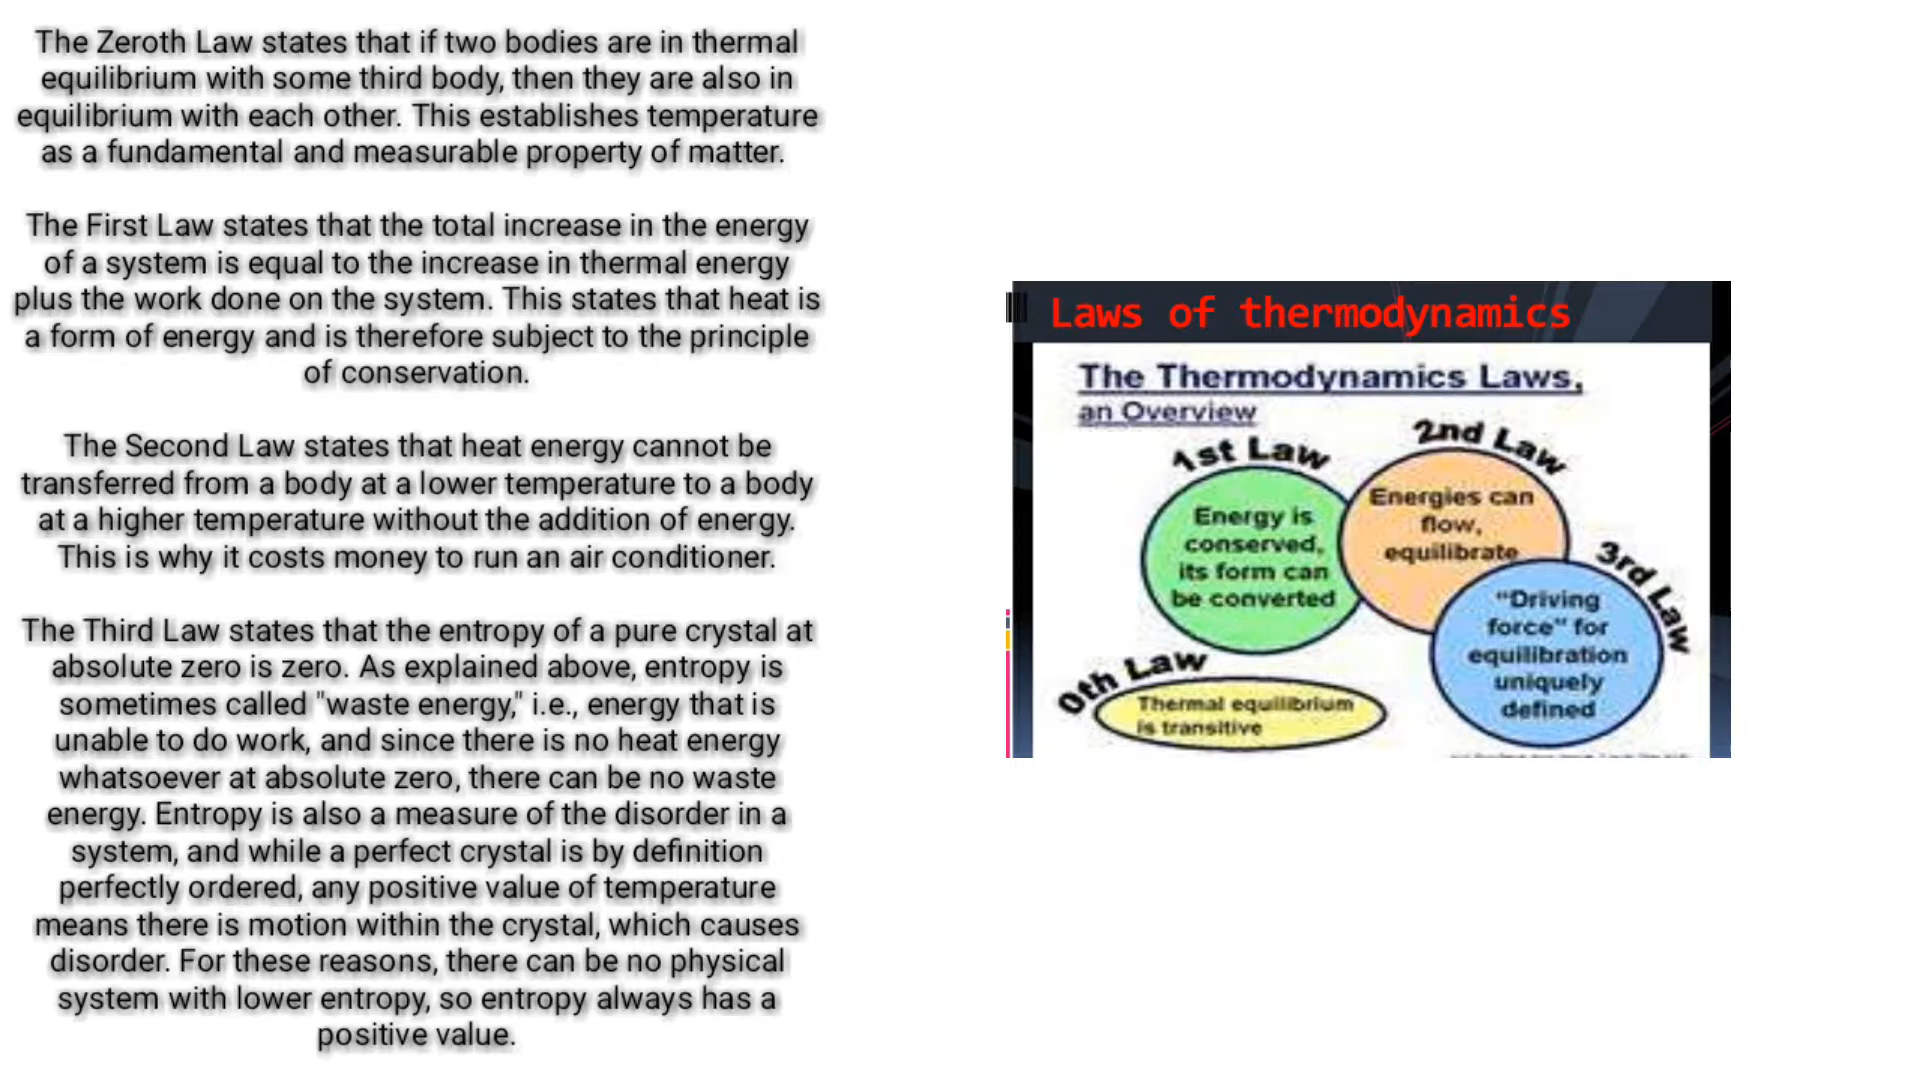 The Zeroth Law states that if two bodies are in thermal
equilibrium with some third body, then they are also in
equilibrium with each other. This establishes temperature
as a fundamental and measurable property of matter.
The First Law states that the total increase in the energy
of a system is equal to the increase in thermal energy
plus the work done on the system. This states that heat is
a form of energy and is therefore subject to the principle
of conservation.
The Second Law states that heat energy cannot be
transferred from a body at a lower temperature to a body
at a higher temperature without the addition of energy.
This is why it costs money to run an air conditioner.
The Third Law states that the entropy of a pure crystal at
absolute zero is zero. As explained above, entropy is
sometimes called "waste energy," i.e., energy that is
unable to do work, and since there is no heat energy
whatsoever at absolute zero, there can be no waste
energy. Entropy is also a measure of the disorder in a
system, and while a perfect crystal is by definition
perfectly ordered, any positive value of temperature
means there is motion within the crystal, which causes
disorder. For these reasons, there can be no physical
system with lower entropy, so entropy always has a
positive value.
Laws of thermodynamics
The Thermodynamics Laws,
an Overview
1st Law
Energy is
conserved,
its form can
be converted
2nd Law
Energies can
flow,
equilibrate
3rd Law
"Driving
force" for
equilibration
uniquely
defined
0th Law
Thermal equilibrium
is transitive